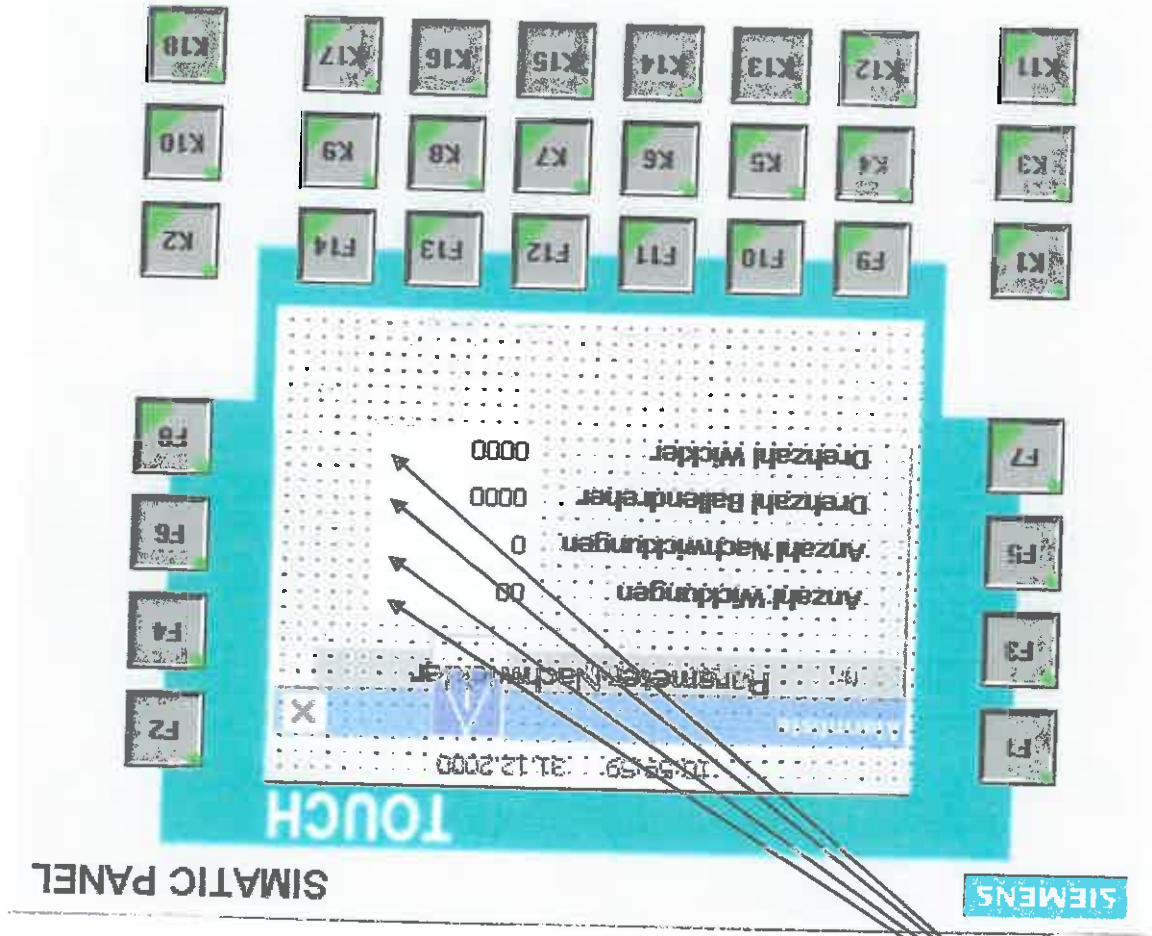 SIEMENS SIMATIC PANEL
TOUCH
10:59:59 31.12.2000
F1 X F2
Parameter Nachwickler
F3 F4
Anzahl Wicklungen 00
Anzahl Nachwicklungen 0
F5 F6
Drehzahl Ballendreher 0000
Drehzahl Wickler 0000
F7 F8
K1 F9 F10 F11 F12 F13 F14 K2
K3 K4 K5 K6 K7 K8 K9 K10
K11 K12 K13 K14 K15 K16 K17 K18